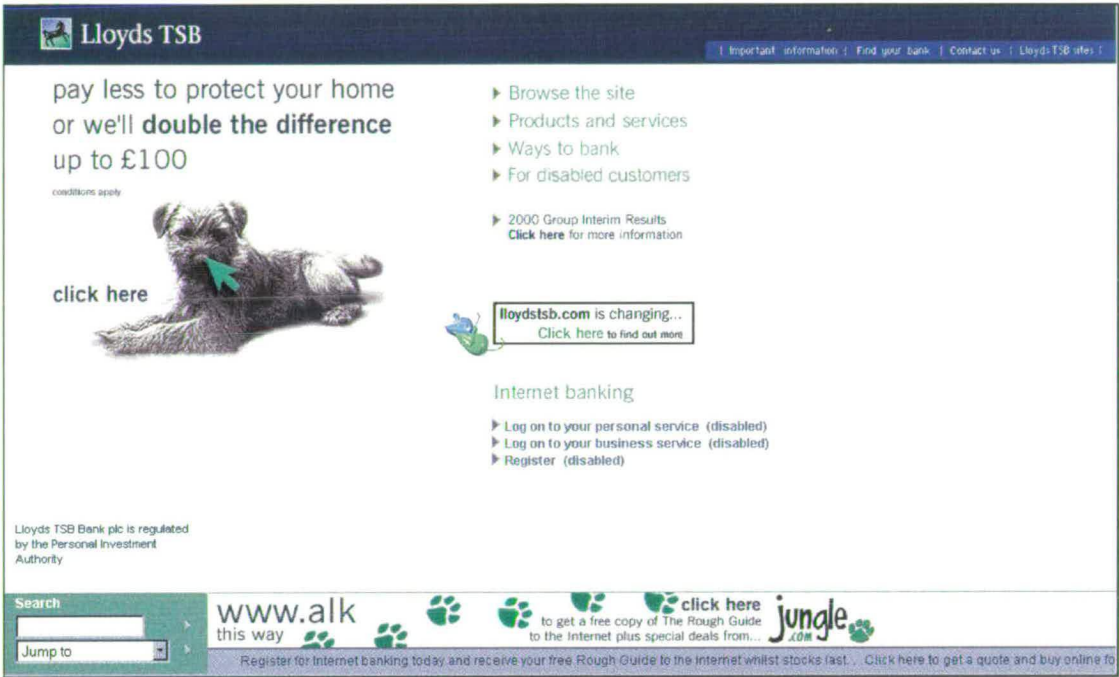 Lloyds TSB
| Important information | Find your bank | Contact us | LloydsTSB sites |
pay less to protect your home
or we'll double the difference
up to £100
conditions apply
click here
Browse the site
Products and services
Ways to bank
For disabled customers
2000 Group Interim Results
Click here for more information
lloydstsb.com is changing...
Click here to find out more
Internet banking
Log on to your personal service (disabled)
Log on to your business service (disabled)
Register (disabled)
Lloyds TSB Bank plc is regulated
by the Personal Investment
Authority
Search
Jump to
www.alk
this way
click here
to get a free copy of The Rough Guide
to the Internet plus special deals from...
jungle
.com
Register for Internet banking today and receive your free Rough Guide to the Internet whilst stocks last... Click here to get a quote and buy online fo